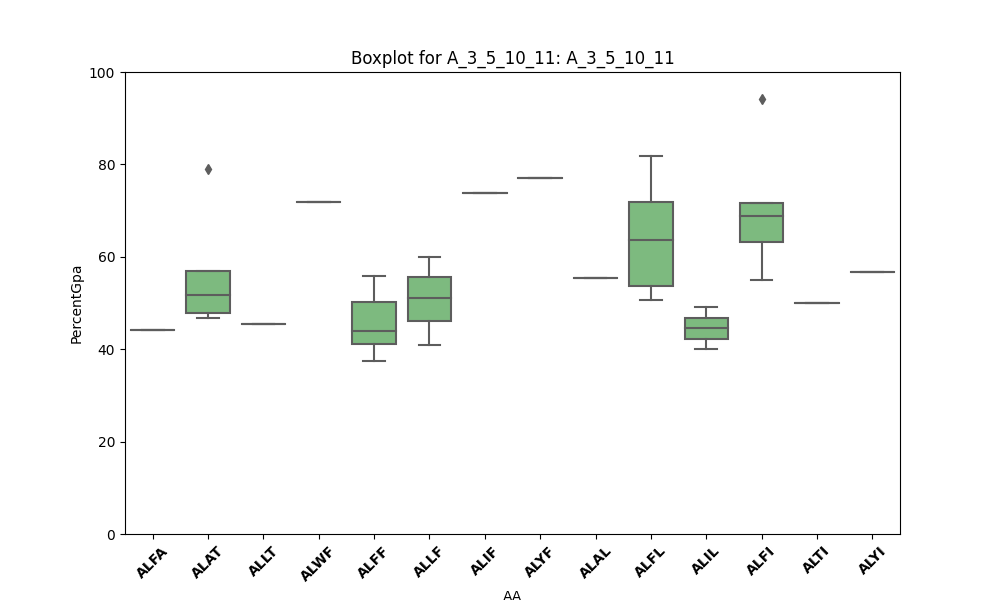 Boxplot for A_3_5_10_11: A_3_5_10_11
100
80
60
40
20
0
PercentGpa
ALFA ALAT ALLT ALWF ALFF ALLF ALIF ALYF ALAL ALFL ALIL ALFI ALTI ALYI
AA